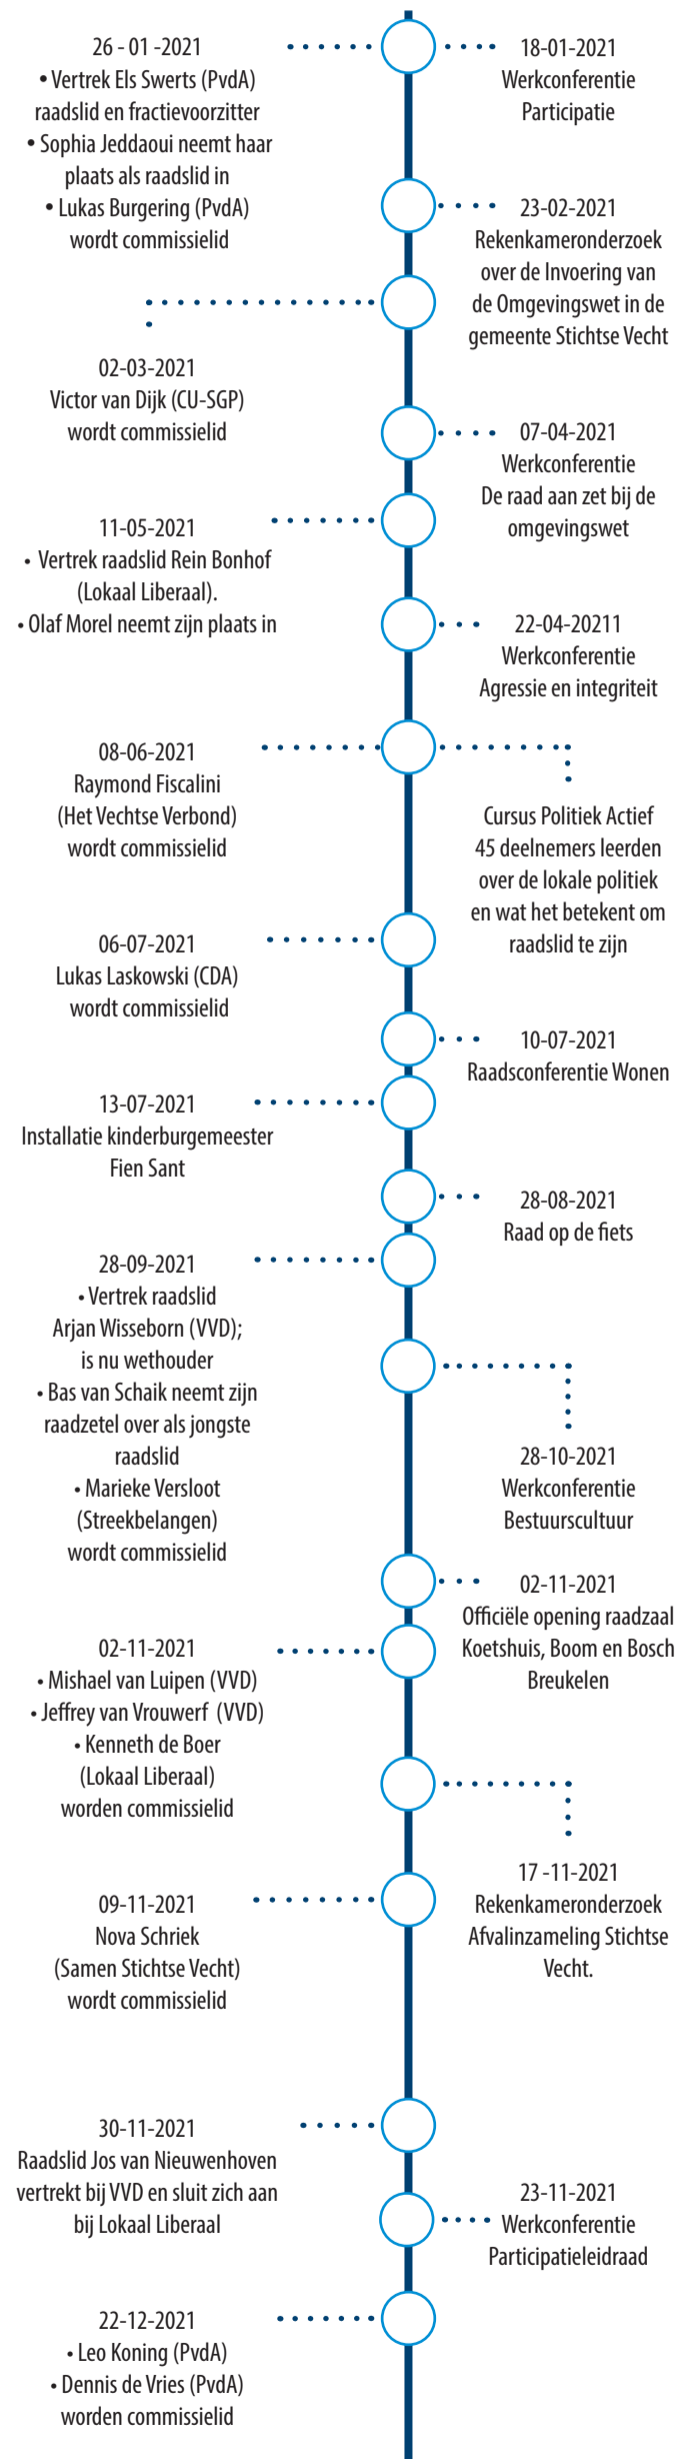 26 - 01 -2021
• Vertrek Els Swerts (PvdA)
raadslid en fractievoorzitter
• Sophia Jeddaoui neemt haar
plaats als raadslid in
• Lukas Burgering (PvdA)
wordt commissielid
18-01-2021
Werkconferentie
Participatie
23-02-2021
Rekenkameronderzoek
over de Invoering van
de Omgevingswet in de
gemeente Stichtse Vecht
02-03-2021
Victor van Dijk (CU-SGP)
wordt commissielid
07-04-2021
Werkconferentie
De raad aan zet bij de
omgevingswet
11-05-2021
• Vertrek raadslid Rein Bonhof
(Lokaal Liberaal).
• Olaf Morel neemt zijn plaats in
22-04-20211
Werkconferentie
Agressie en integriteit
08-06-2021
Raymond Fiscalini
(Het Vechtse Verbond)
wordt commissielid
Cursus Politiek Actief
45 deelnemers leerden
over de lokale politiek
en wat het betekent om
raadslid te zijn
06-07-2021
Lukas Laskowski (CDA)
wordt commissielid
10-07-2021
Raadsconferentie Wonen
13-07-2021
Installatie kinderburgemeester
Fien Sant
28-08-2021
Raad op de fiets
28-09-2021
• Vertrek raadslid
Arjan Wisseborn (VVD);
is nu wethouder
• Bas van Schaik neemt zijn
raadzetel over als jongste
raadslid
• Marieke Versloot
(Streekbelangen)
wordt commissielid
28-10-2021
Werkconferentie
Bestuurscultuur
02-11-2021
Officiële opening raadzaal
Koetshuis, Boom en Bosch
Breukelen
02-11-2021
• Mishael van Luipen (VVD)
• Jeffrey van Vrouwerf (VVD)
• Kenneth de Boer
(Lokaal Liberaal)
worden commissielid
17 -11-2021
Rekenkameronderzoek
Afvalinzameling Stichtse
Vecht.
09-11-2021
Nova Schriek
(Samen Stichtse Vecht)
wordt commissielid
30-11-2021
Raadslid Jos van Nieuwenhoven
vertrekt bij VVD en sluit zich aan
bij Lokaal Liberaal
23-11-2021
Werkconferentie
Participatieleidraad
22-12-2021
• Leo Koning (PvdA)
• Dennis de Vries (PvdA)
worden commissielid